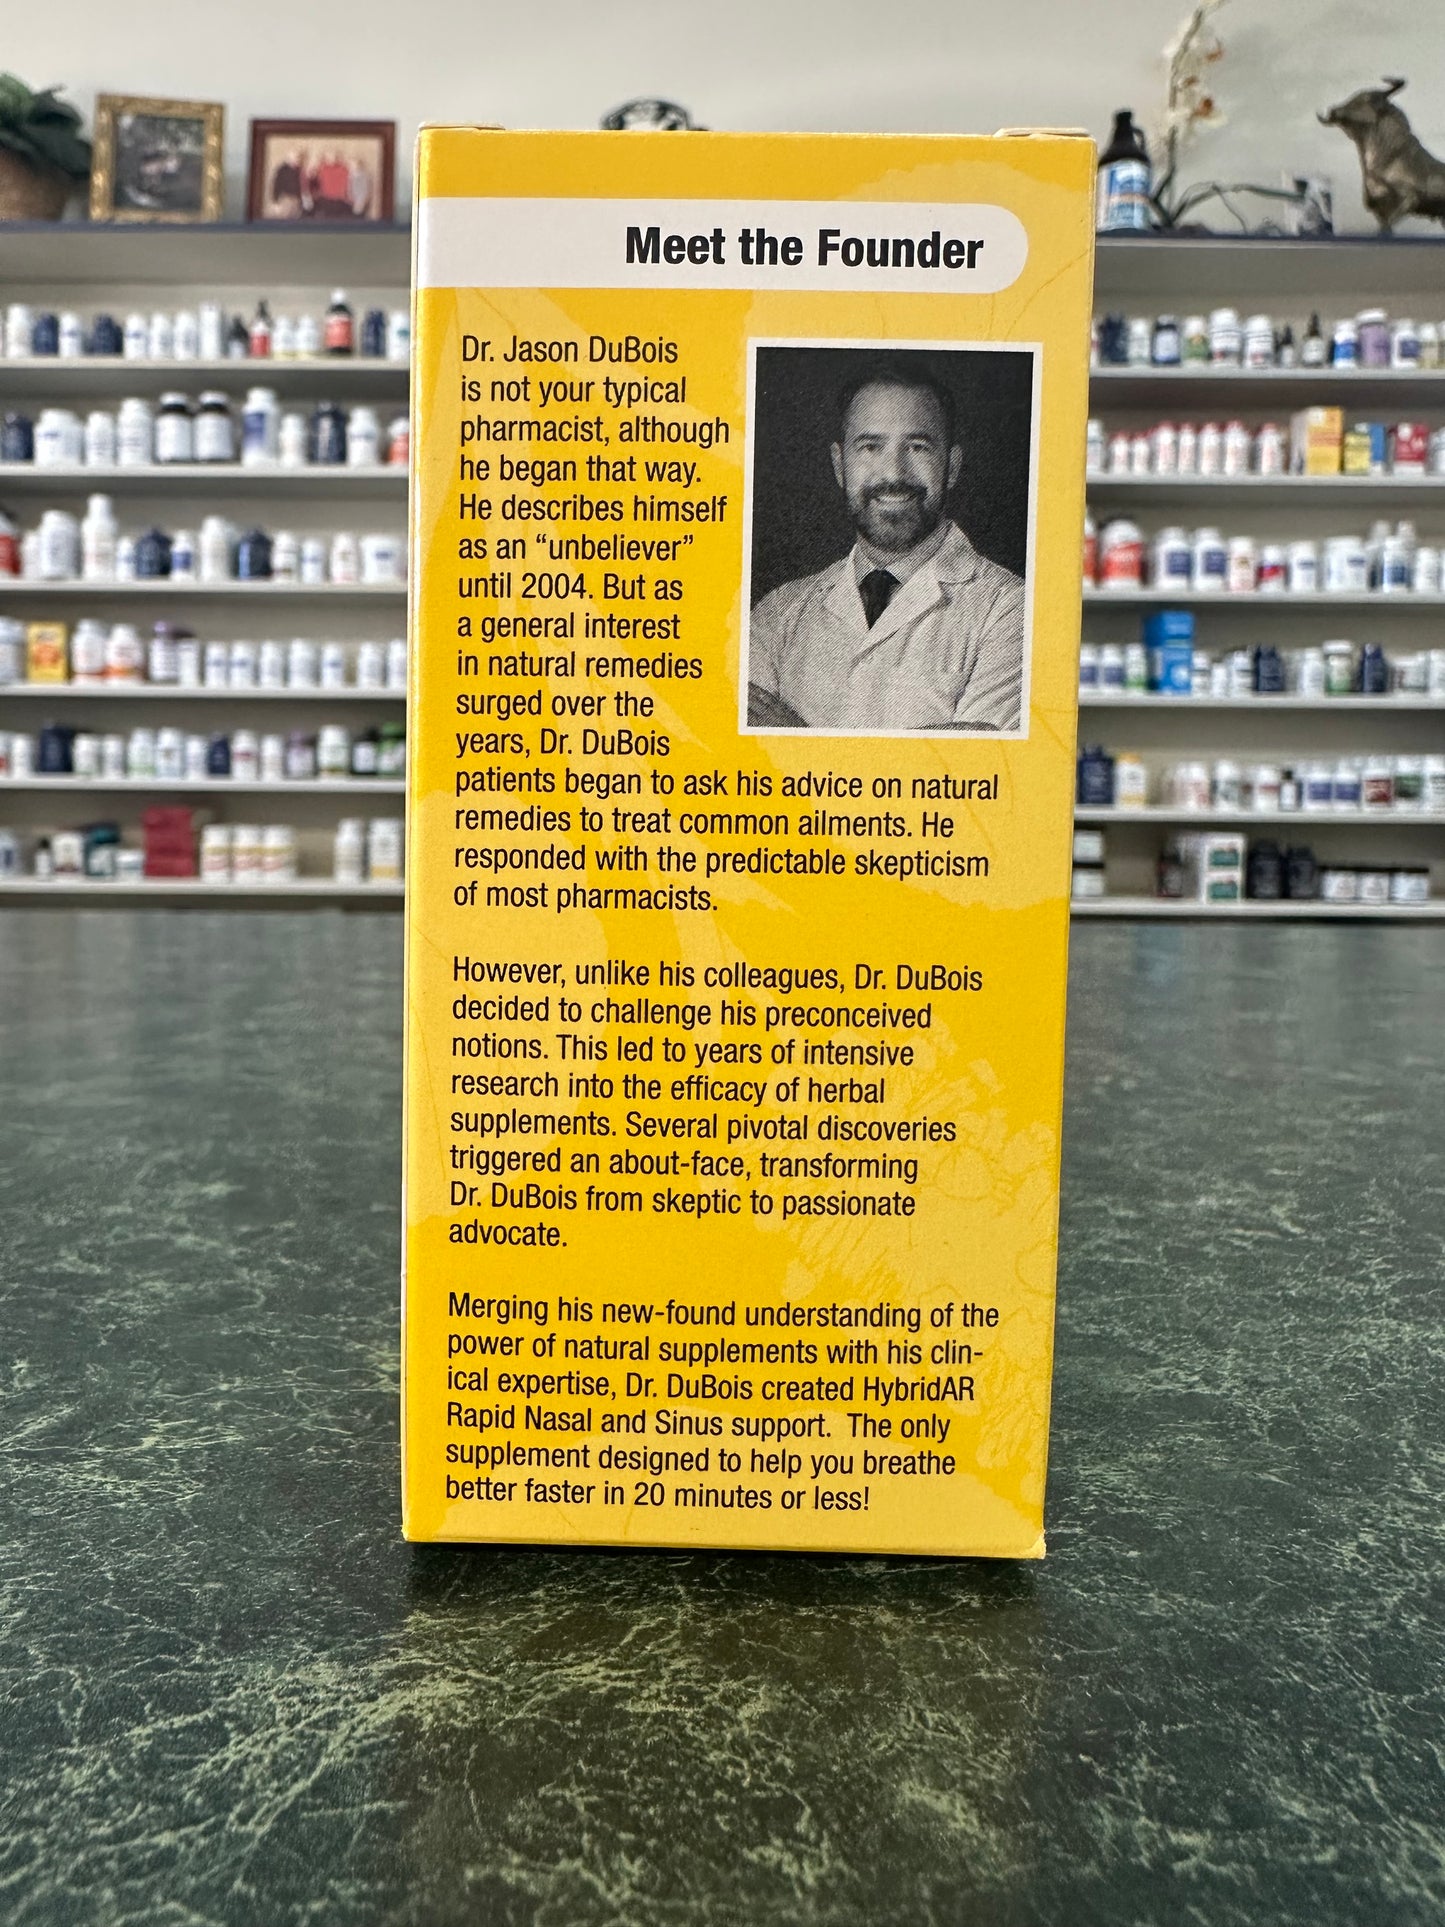 Meet the Founder
Dr. Jason DuBois
is not your typical
pharmacist, although
he began that way.
He describes himself
as an “unbeliever”
until 2004. But as
a general interest
in natural remedies
surged over the
years, Dr. DuBois
patients began to ask his advice on natural
remedies to treat common ailments. He
responded with the predictable skepticism
of most pharmacists.
However, unlike his colleagues, Dr. DuBois
decided to challenge his preconceived
notions. This led to years of intensive
research into the efficacy of herbal
supplements. Several pivotal discoveries
triggered an about-face, transforming
Dr. DuBois from skeptic to passionate
advocate.
Merging his new-found understanding of the
power of natural supplements with his clin-
ical expertise, Dr. DuBois created HybridAR
Rapid Nasal and Sinus support.  The only
supplement designed to help you breathe
better faster in 20 minutes or less!